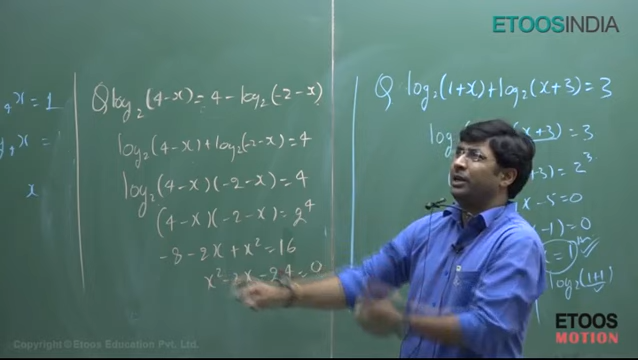 ETOOSINDIA
x = 1
x =
x
Q log₂(4-x) = 4 - log₂(-2-x)
log₂(4-x) + log₂(-2-x) = 4
log₂(4-x)(-2-x) = 4
(4-x)(-2-x) = 2⁴
-8 - 2x + x² = 16
x² - 2x - 24 = 0
Q log₂(1+x) + log₂(x+3) = 3
log (x+3) = 3
+3) = 2³
x - 5 = 0
x - 1) = 0
x = 1
log₂(1+1)
Copyright © Etoos Education Pvt. Ltd.
ETOOS
MOTION